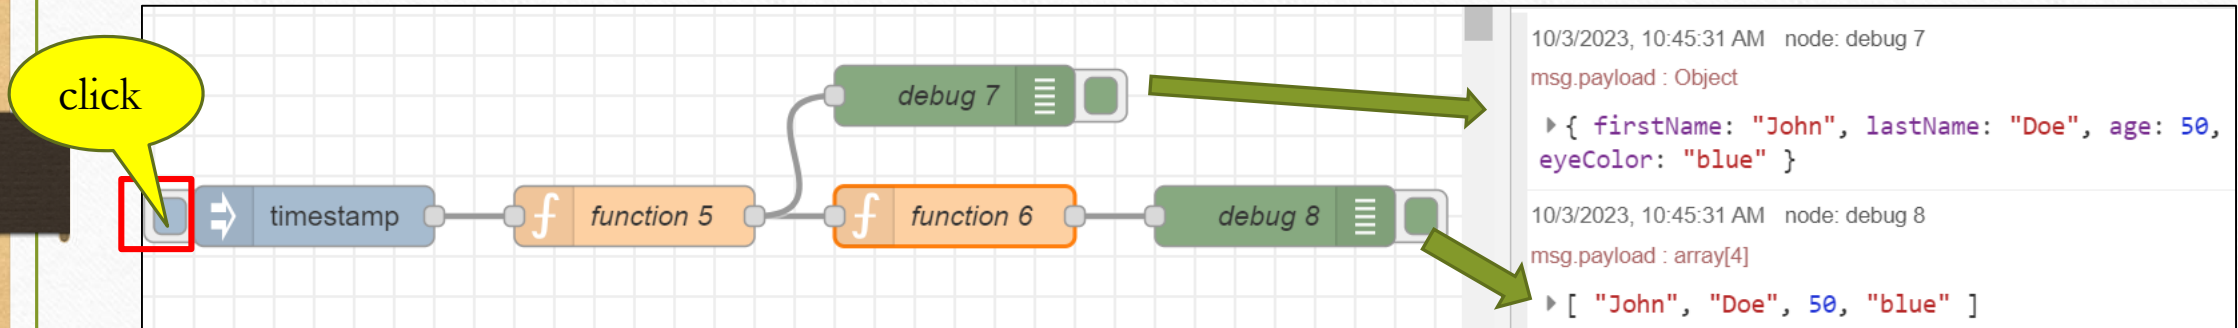 click
timestamp
function 5
debug 7
function 6
debug 8
10/3/2023, 10:45:31 AM node: debug 7
msg.payload : Object
{ firstName: "John", lastName: "Doe", age: 50,
eyeColor: "blue" }
10/3/2023, 10:45:31 AM node: debug 8
msg.payload : array[4]
[ "John", "Doe", 50, "blue" ]